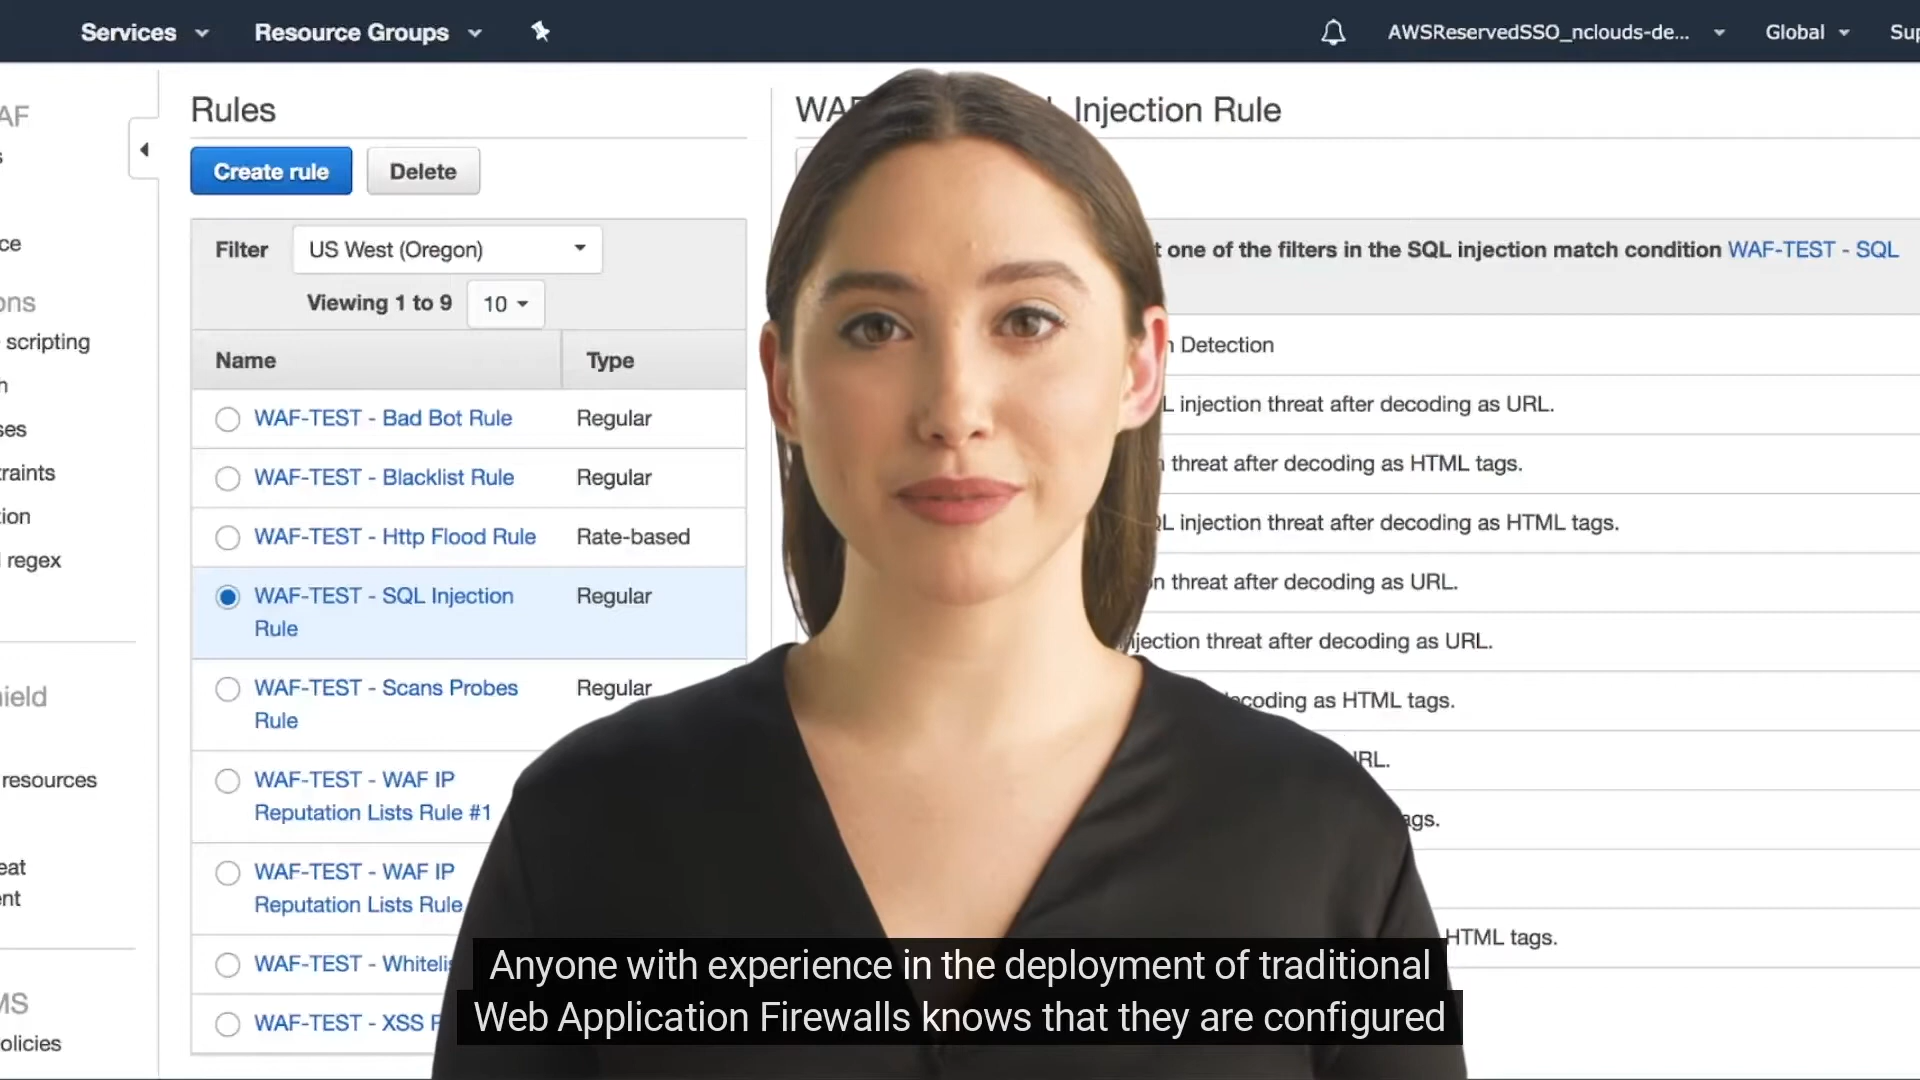 Services
Resource Groups
AWSReservedSSO_nclouds-de...
Global
Rules
Injection Rule
Create rule
Delete
Filter
US West (Oregon)
Viewing 1 to 9
10
Name
Type
WAF-TEST - Bad Bot Rule
Regular
WAF-TEST - Blacklist Rule
Regular
WAF-TEST - Http Flood Rule
Rate-based
WAF-TEST - SQL Injection
Rule
Regular
WAF-TEST - Scans Probes
Rule
Regular
WAF-TEST - WAF IP
Reputation Lists Rule #1
WAF-TEST - WAF IP
Reputation Lists Rule
WAF-TEST -
WAF-TEST - XSS
scripting
regex
resources
one of the filters in the SQL injection match condition WAF-TEST - SQL
Detection
injection threat after decoding as URL.
threat after decoding as HTML tags.
injection threat after decoding as HTML tags.
threat after decoding as URL.
threat after decoding as URL.
as HTML tags.
HTML tags.
Anyone with experience in the deployment of traditional
Web Application Firewalls knows that they are configured